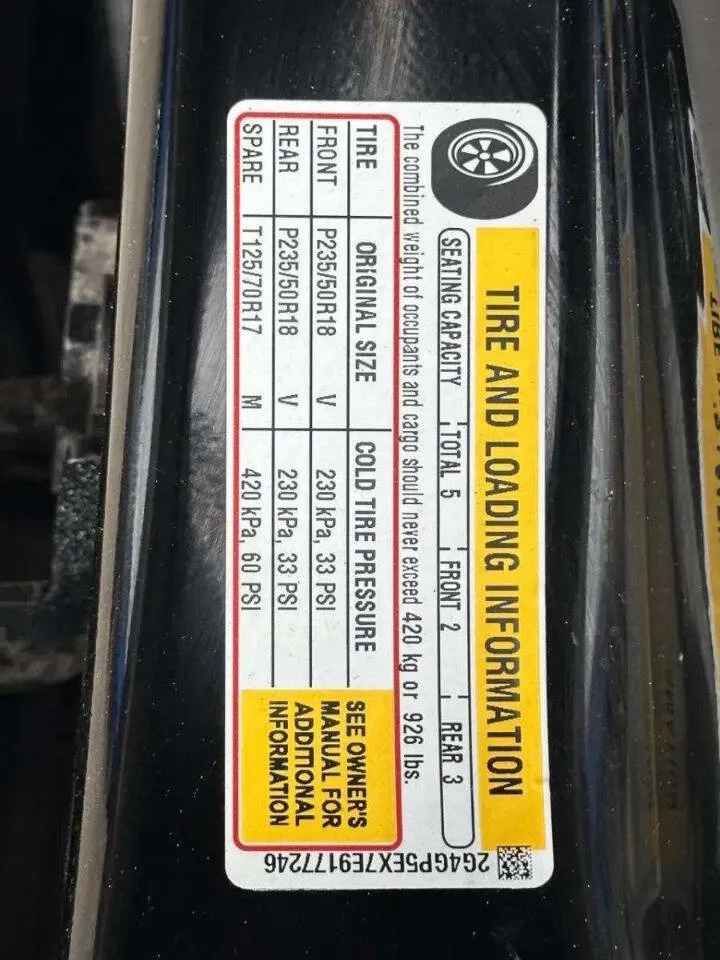 TIRE AND LOADING INFORMATION
SEATING CAPACITY TOTAL 5 FRONT 2 REAR 3
The combined weight of occupants and cargo should never exceed 420 kg or 926 lbs.
TIRE ORIGINAL SIZE COLD TIRE PRESSURE
FRONT P235/50R18 V 230 kPa, 33 PSI
REAR P235/50R18 V 230 kPa, 33 PSI
SPARE T125/70R17 M 420 kPa, 60 PSI
SEE OWNER'S
MANUAL FOR
ADDITIONAL
INFORMATION
2G4GP5EX7E9177246